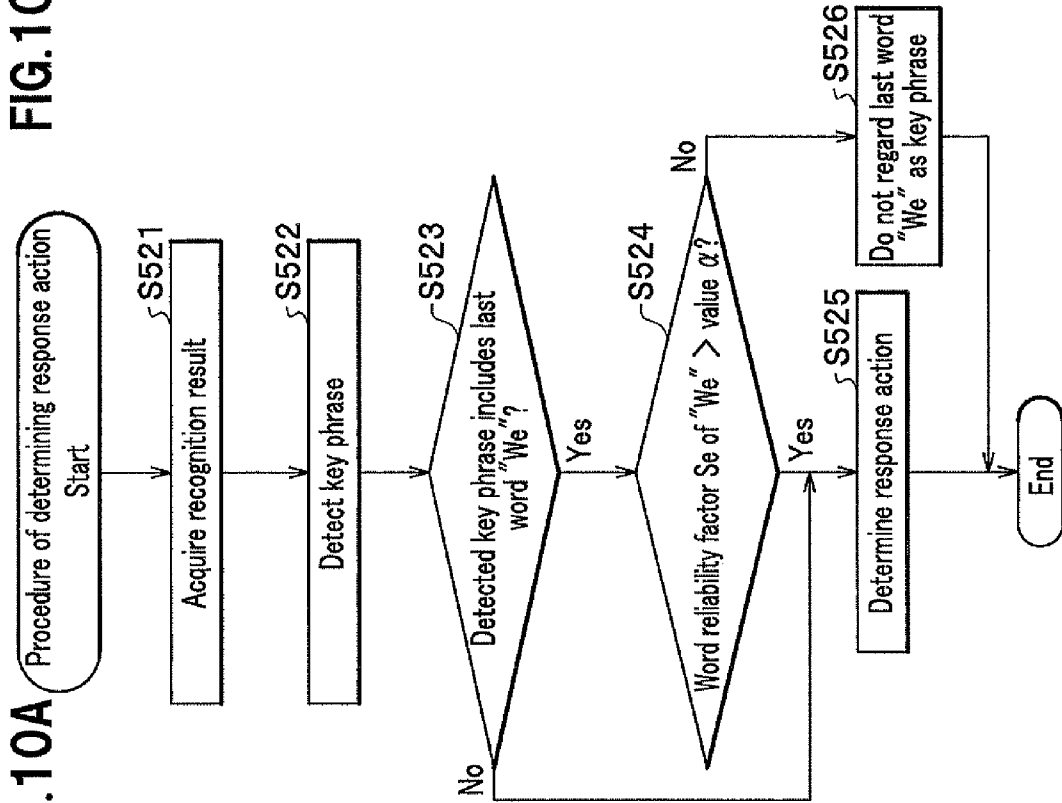 .10A
FIG.10
Procedure of determining response action
Start
S521
Acquire recognition result
S522
Detect key phrase
S523
Detected key phrase includes last
word "We"?
No
Yes
S524
Word reliability factor Se of "We" > value α?
No
Yes
S525
Determine response action
S526
Do not regard last word
"We" as key phrase
End